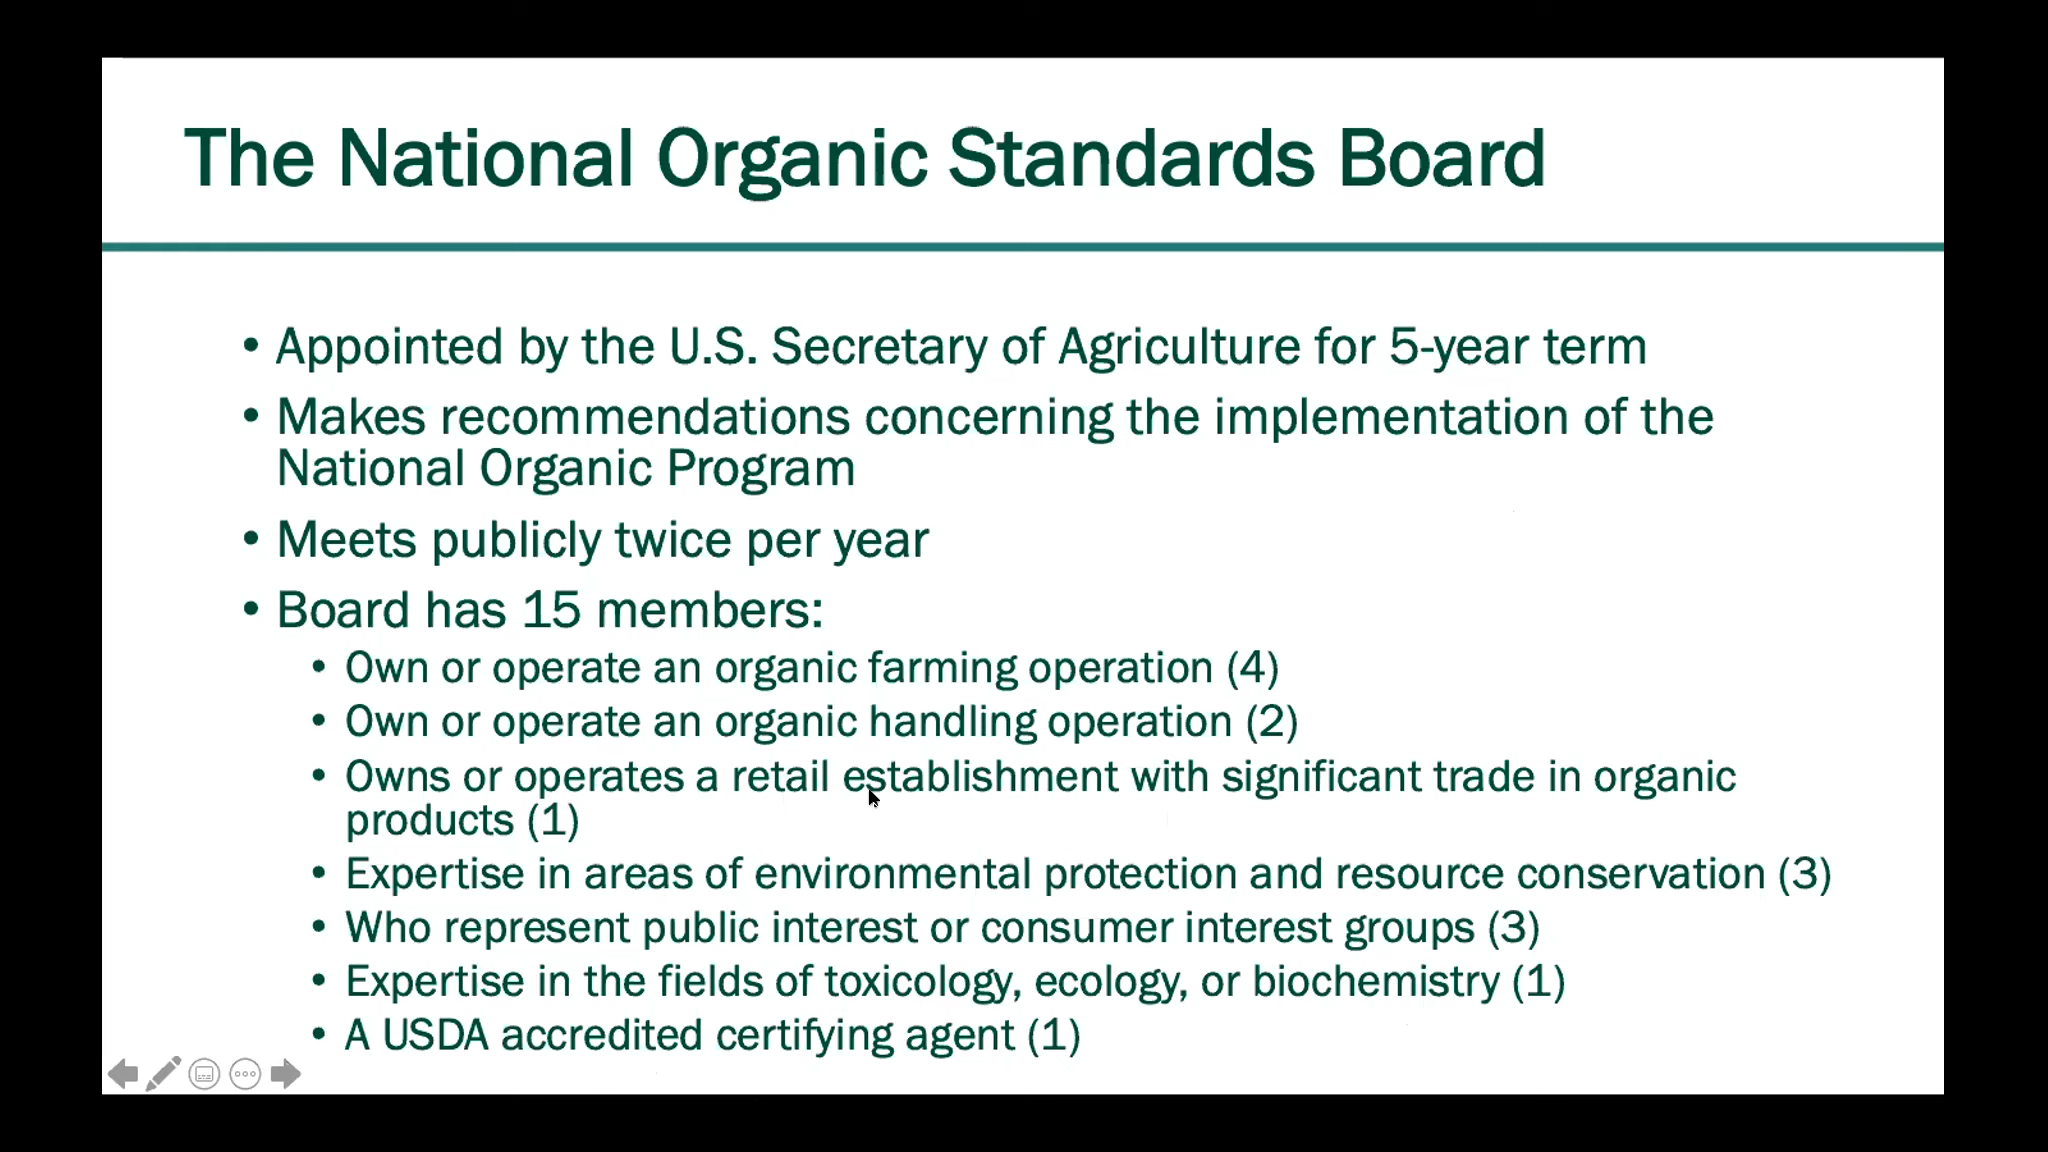 The National Organic Standards Board
• Appointed by the U.S. Secretary of Agriculture for 5-year term
• Makes recommendations concerning the implementation of the
National Organic Program
• Meets publicly twice per year
• Board has 15 members:
• Own or operate an organic farming operation (4)
• Own or operate an organic handling operation (2)
• Owns or operates a retail establishment with significant trade in organic
products (1)
• Expertise in areas of environmental protection and resource conservation (3)
• Who represent public interest or consumer interest groups (3)
• Expertise in the fields of toxicology, ecology, or biochemistry (1)
• A USDA accredited certifying agent (1)